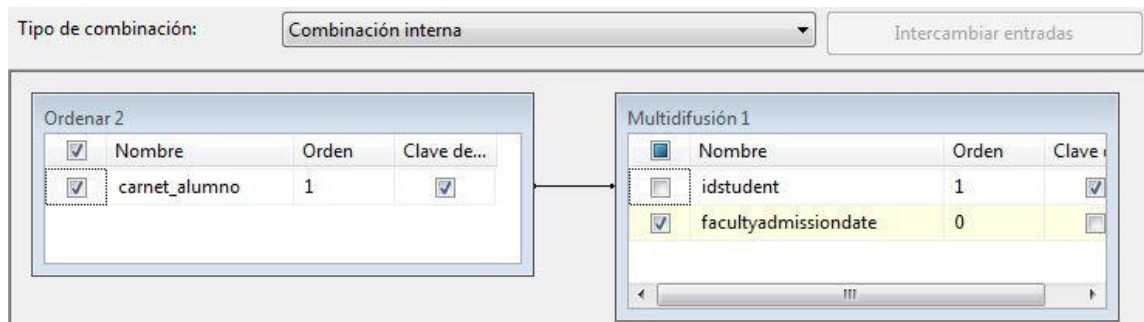 Tipo de combinación: Combinación interna Intercambiar entradas
Ordenar 2
Nombre Orden Clave de...
carnet_alumno 1
Multidifusión 1
Nombre Orden Clave
idstudent 1
facultyadmissiondate 0